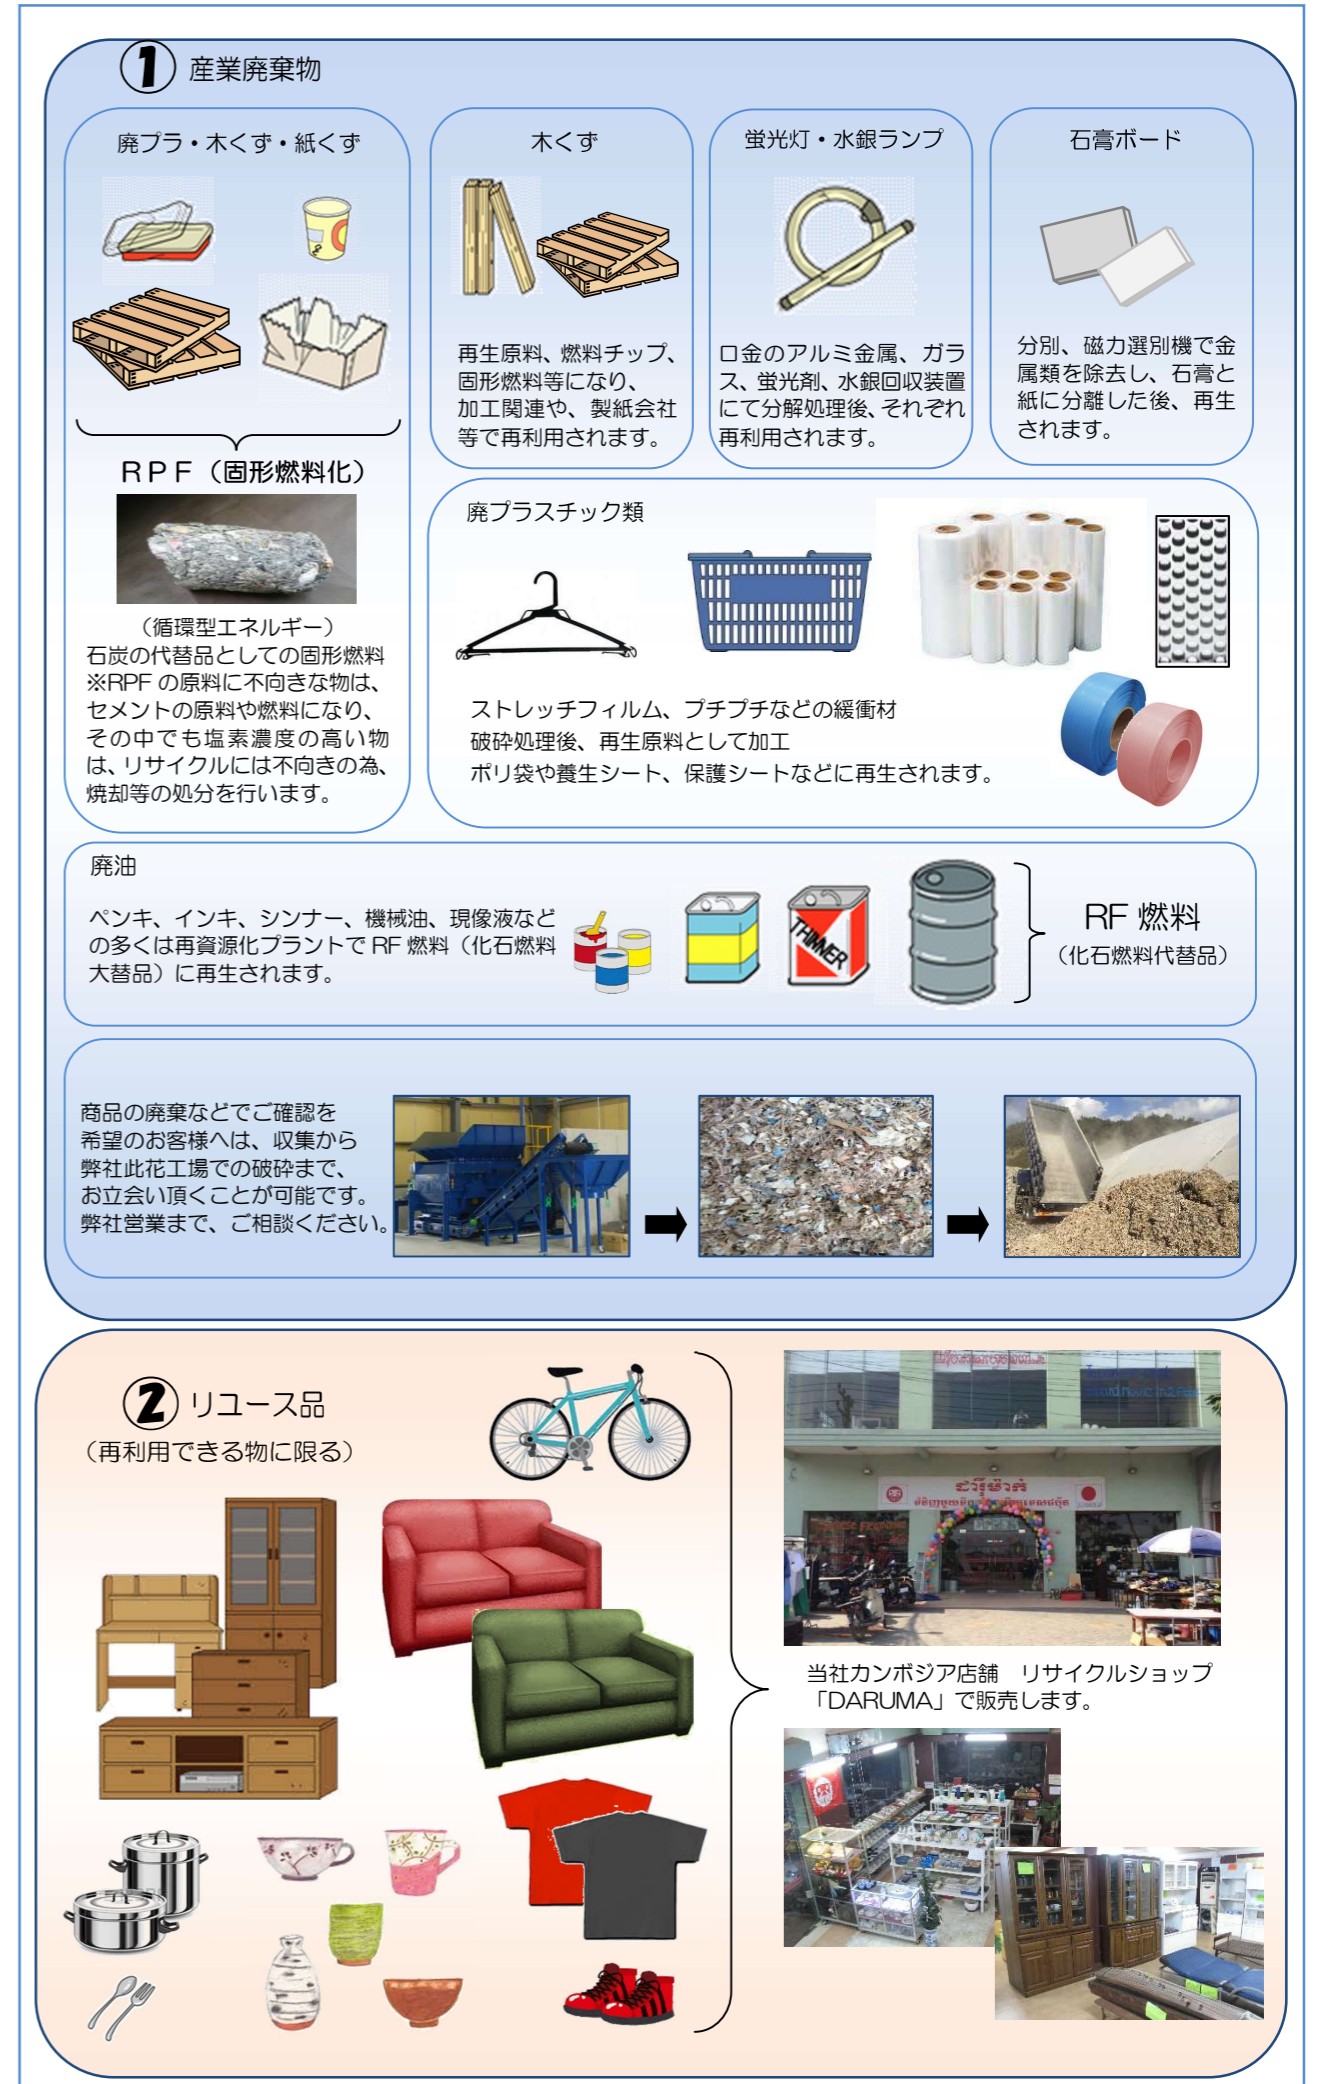 ① 産業廃棄物
廃プラ・木くず・紙くず
RPF（固形燃料化）
（循環型エネルギー）
石炭の代替品としての固形燃料
※RPFの原料に不向きな物は、
セメントの原料や燃料になり、
その中でも塩素濃度の高い物
は、リサイクルには不向きの為、
焼却等の処分を行います。
木くず
再生原料、燃料チップ、
固形燃料等になり、
加工関連や、製紙会社
等で再利用されます。
蛍光灯・水銀ランプ
口金のアルミ金属、ガラ
ス、蛍光剤、水銀回収装置
にて分解処理後、それぞれ
再利用されます。
石膏ボード
分別、磁力選別機で金
属類を除去し、石膏と
紙に分離した後、再生
されます。
廃プラスチック類
ストレッチフィルム、プチプチなどの緩衝材
破砕処理後、再生原料として加工
ポリ袋や養生シート、保護シートなどに再生されます。
廃油
ペンキ、インキ、シンナー、機械油、現像液など
の多くは再資源化プラントでRF燃料（化石燃料
大替品）に再生されます。
THINNER
RF燃料
（化石燃料代替品）
商品の廃棄などでご確認を
希望のお客様へは、収集から
弊社此花工場での破砕まで、
お立会い頂くことが可能です。
弊社営業まで、ご相談ください。
② リユース品
（再利用できる物に限る）
当社カンボジア店舗　リサイクルショップ
「DARUMA」で販売します。